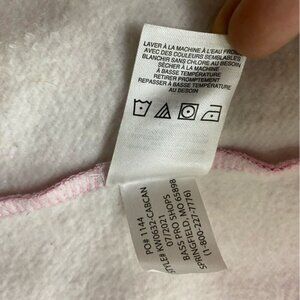 LAVER À LA MACHINE À L'EAU FROIDE
AVEC DES COULEURS SEMBLABLES
BLANCHIR SANS CHLORE AU BESOIN
SÉCHER À LA MACHINE
À BASSE TEMPÉRATURE
RETIRER PROMPTEMENT
REPASSER À BASSE TEMPÉRATURE
AU BESOIN
PO# 1144
STYLE# KW0632-CABCAN
07/2021
BASS PRO SHOPS
SPRINGFIELD, MO 65898
(1-800-227-7776)